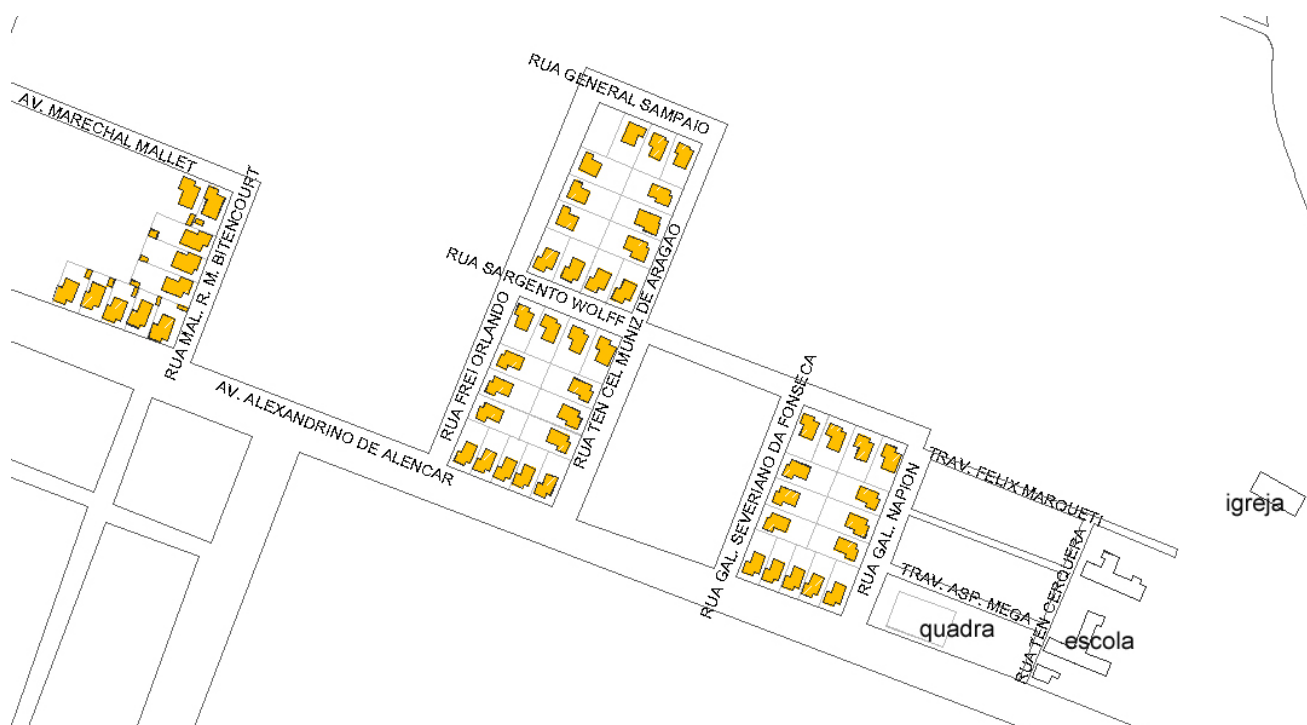 RUA GENERAL SAMPAIO
AV. MARECHAL MALLET
RUA MAL. R. M. BITENCOURT
RUA SARGENTO WOLFF
RUA TEN CEL MUNIZ DE ARAGÃO
RUA FREI ORLANDO
AV. ALEXANDRINO DE ALENCAR
RUA GAL. SEVERIANO DA FONSECA
RUA GAL. NAPION
TRAV. FELIX MARQUETI
igreja
TRAV. ASP. MEGA
RUA TEN CERQUERA
quadra
escola